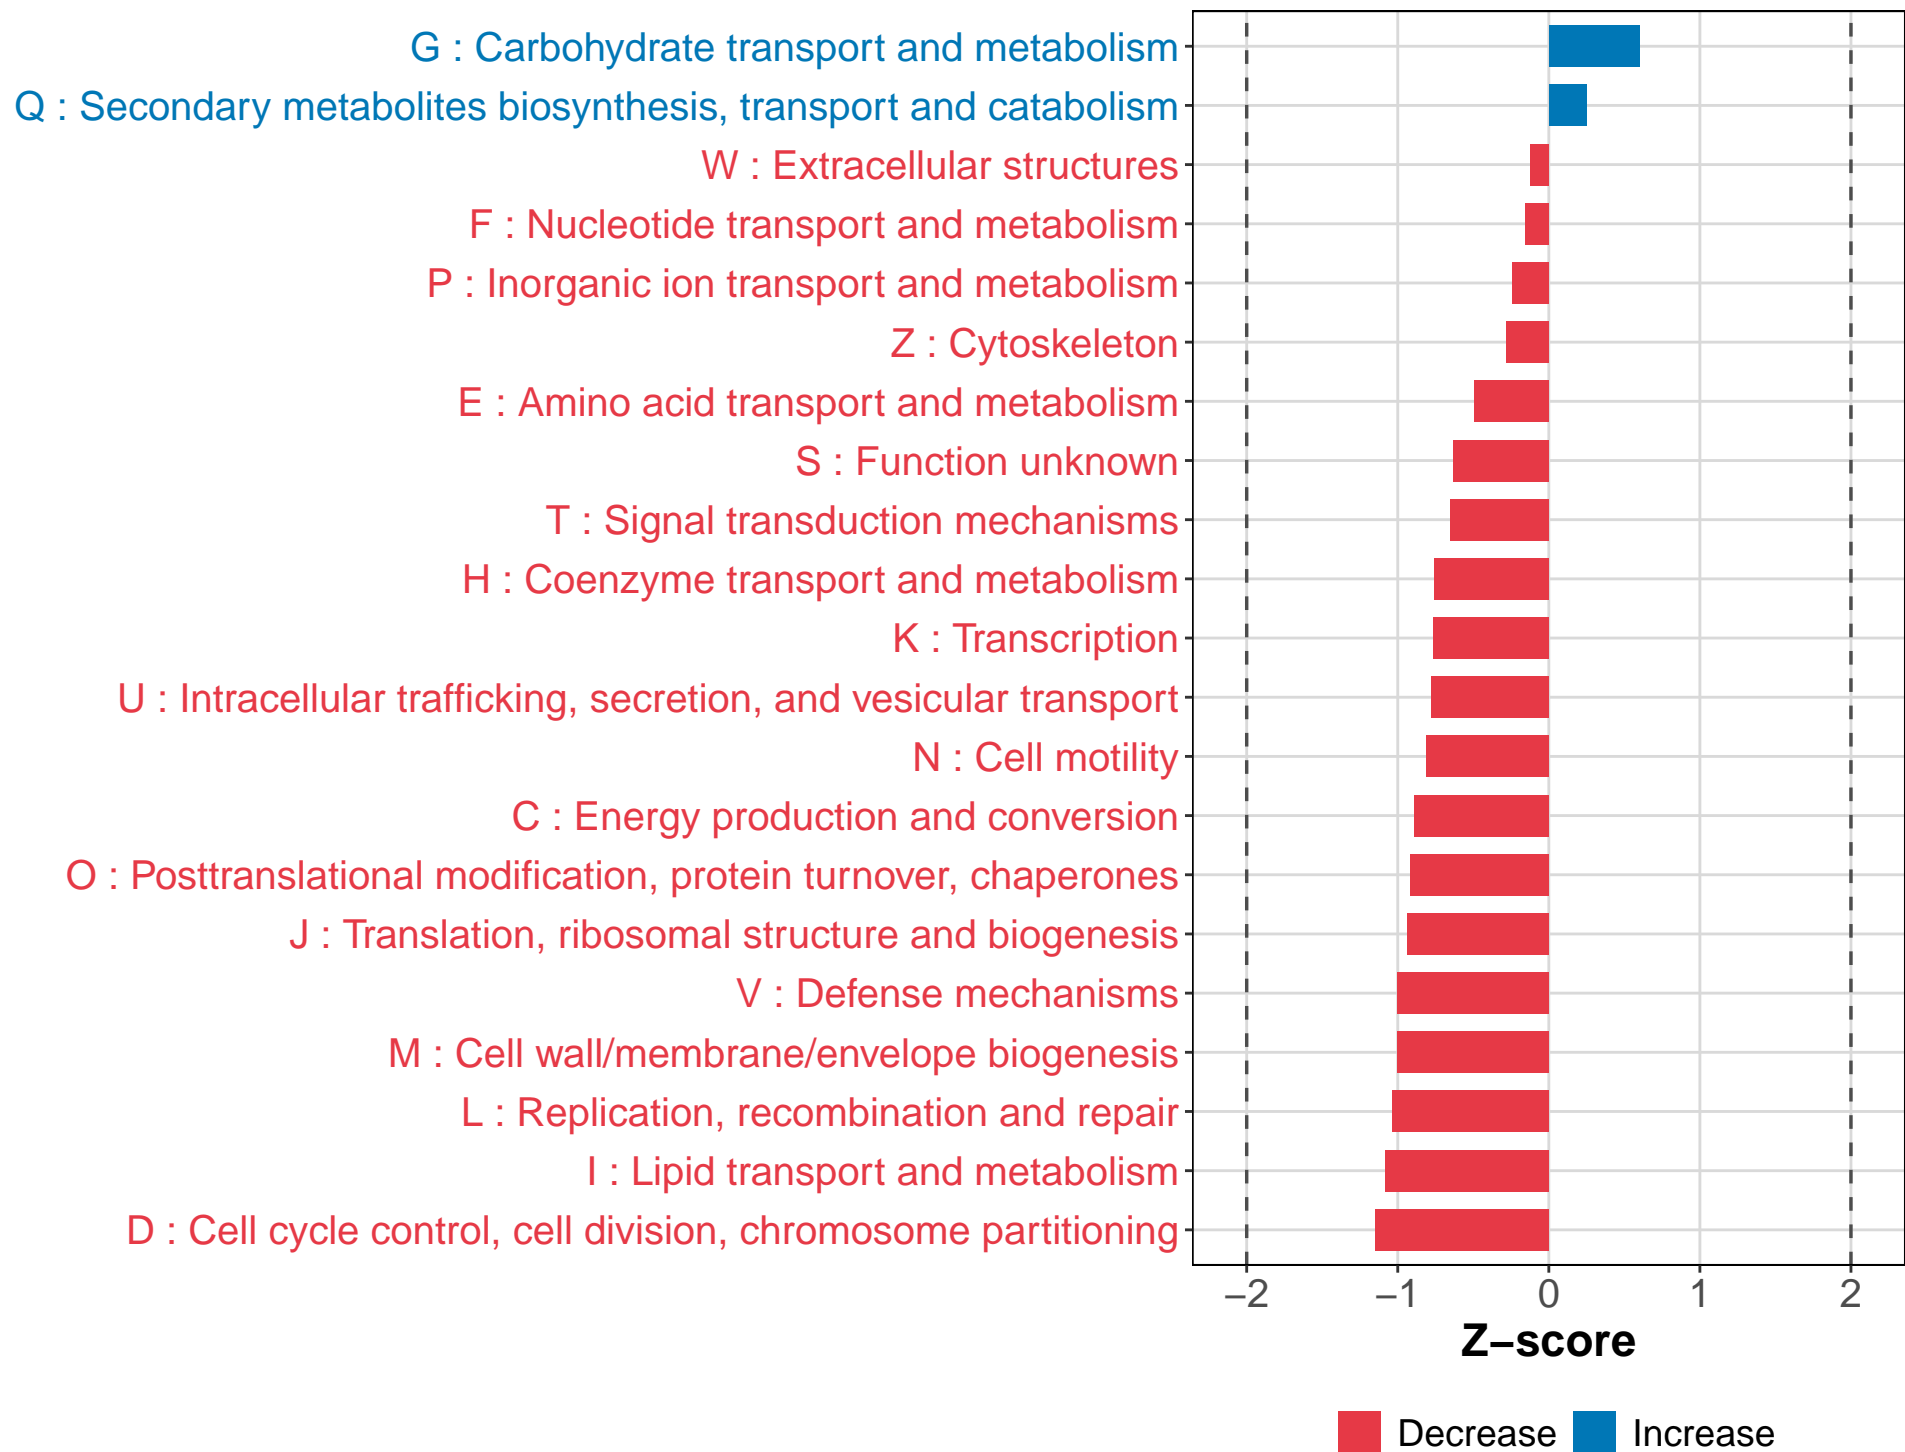 G : Carbohydrate transport and metabolism
Q : Secondary metabolites biosynthesis, transport and catabolism
W : Extracellular structures
F : Nucleotide transport and metabolism
P : Inorganic ion transport and metabolism
Z : Cytoskeleton
E : Amino acid transport and metabolism
S : Function unknown
T : Signal transduction mechanisms
H : Coenzyme transport and metabolism
K : Transcription
U : Intracellular trafficking, secretion, and vesicular transport
N : Cell motility
C : Energy production and conversion
O : Posttranslational modification, protein turnover, chaperones
J : Translation, ribosomal structure and biogenesis
V : Defense mechanisms
M : Cell wall/membrane/envelope biogenesis
L : Replication, recombination and repair
I : Lipid transport and metabolism
D : Cell cycle control, cell division, chromosome partitioning
−2 −1 0 1 2
Z−score
Decrease Increase